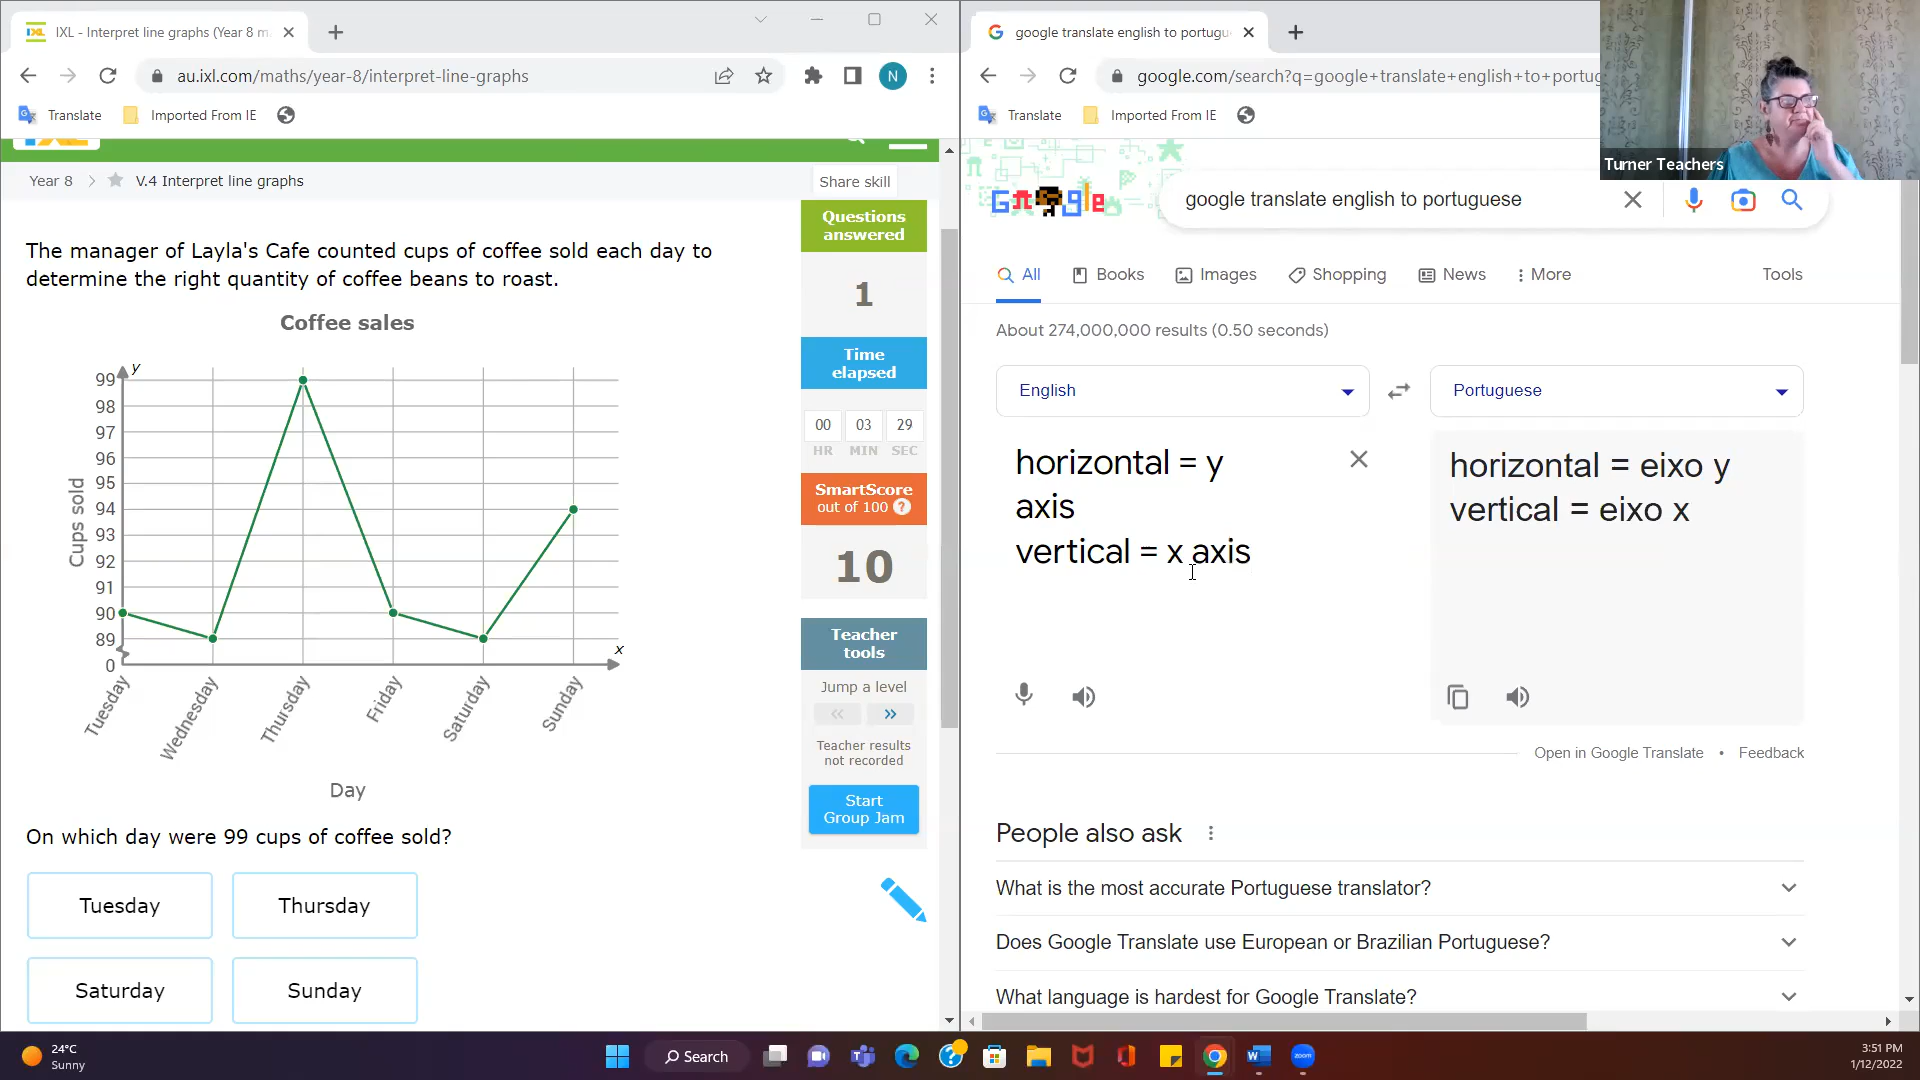 IXL - Interpret line graphs (Year 8 m
au.ixl.com/maths/year-8/interpret-line-graphs
N
Translate
Imported From IE
Year 8
V.4 Interpret line graphs
Share skill
The manager of Layla's Cafe counted cups of coffee sold each day to
determine the right quantity of coffee beans to roast.
Coffee sales
y
99
98
97
96
95
94
93
92
91
90
89
0
Cups sold
x
Tuesday
Wednesday
Thursday
Friday
Saturday
Sunday
Day
On which day were 99 cups of coffee sold?
Tuesday
Thursday
Saturday
Sunday
Questions
answered
1
Time
elapsed
00 03 29
HR MIN SEC
SmartScore
out of 100 ?
10
Teacher
tools
Jump a level
Teacher results
not recorded
Start
Group Jam
google translate english to portugu
google.com/search?q=google+translate+english+to+portug
Translate
Imported From IE
Turner Teachers
Google
google translate english to portuguese
All
Books
Images
Shopping
News
More
Tools
About 274,000,000 results (0.50 seconds)
English
Portuguese
horizontal = y
axis
vertical = x axis
horizontal = eixo y
vertical = eixo x
Open in Google Translate • Feedback
People also ask
What is the most accurate Portuguese translator?
Does Google Translate use European or Brazilian Portuguese?
What language is hardest for Google Translate?
24°C
Sunny
Search
zoom
3:51 PM
1/12/2022